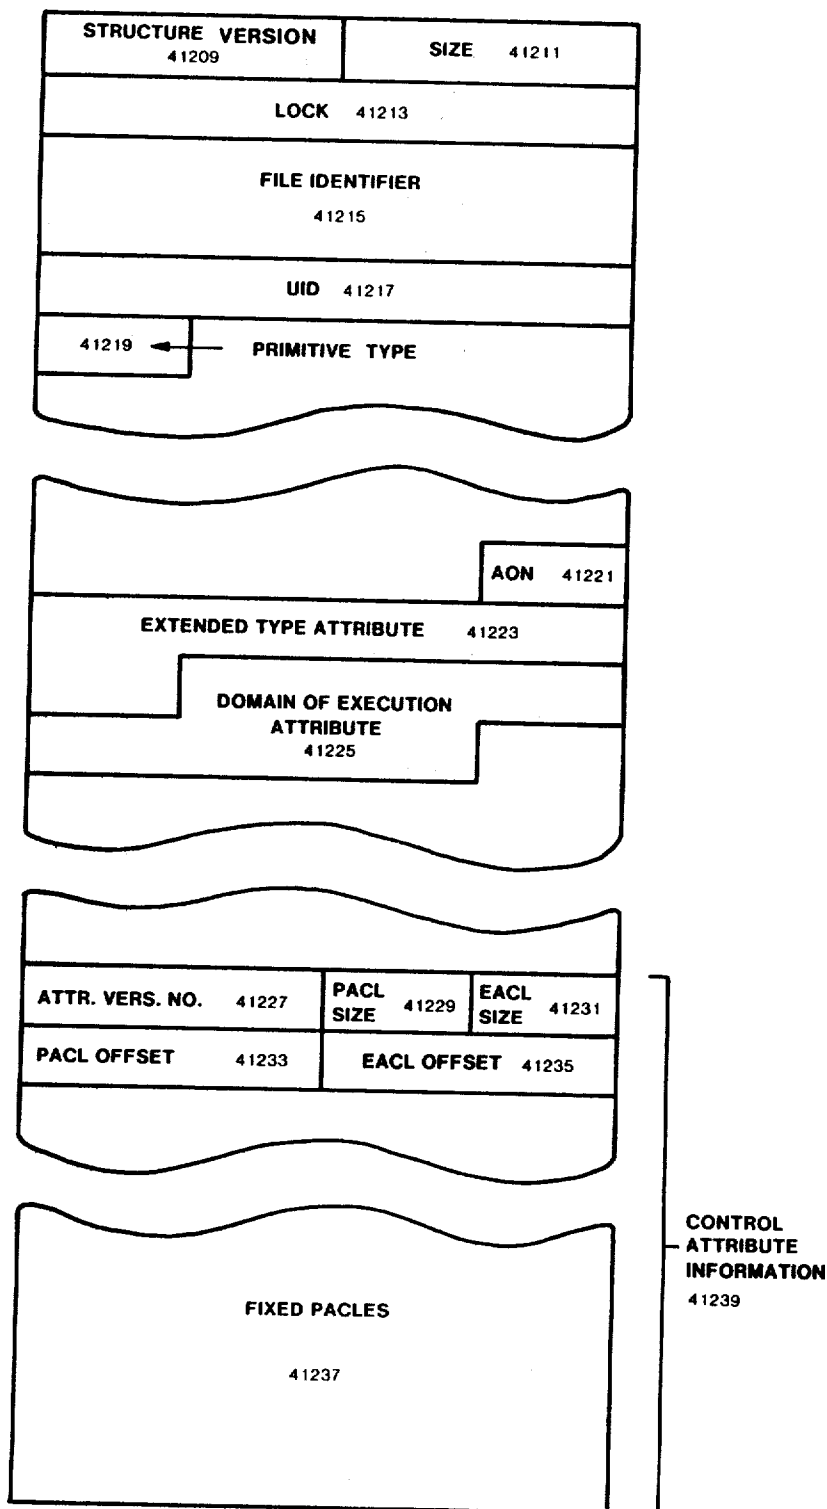 STRUCTURE VERSION
41209
SIZE 41211
LOCK 41213
FILE IDENTIFIER
41215
UID 41217
41219
PRIMITIVE TYPE
AON 41221
EXTENDED TYPE ATTRIBUTE 41223
DOMAIN OF EXECUTION
ATTRIBUTE
41225
ATTR. VERS. NO. 41227
PACL
SIZE 41229
EACL
SIZE 41231
PACL OFFSET 41233
EACL OFFSET 41235
FIXED PACLES
41237
CONTROL
ATTRIBUTE
INFORMATION
41239